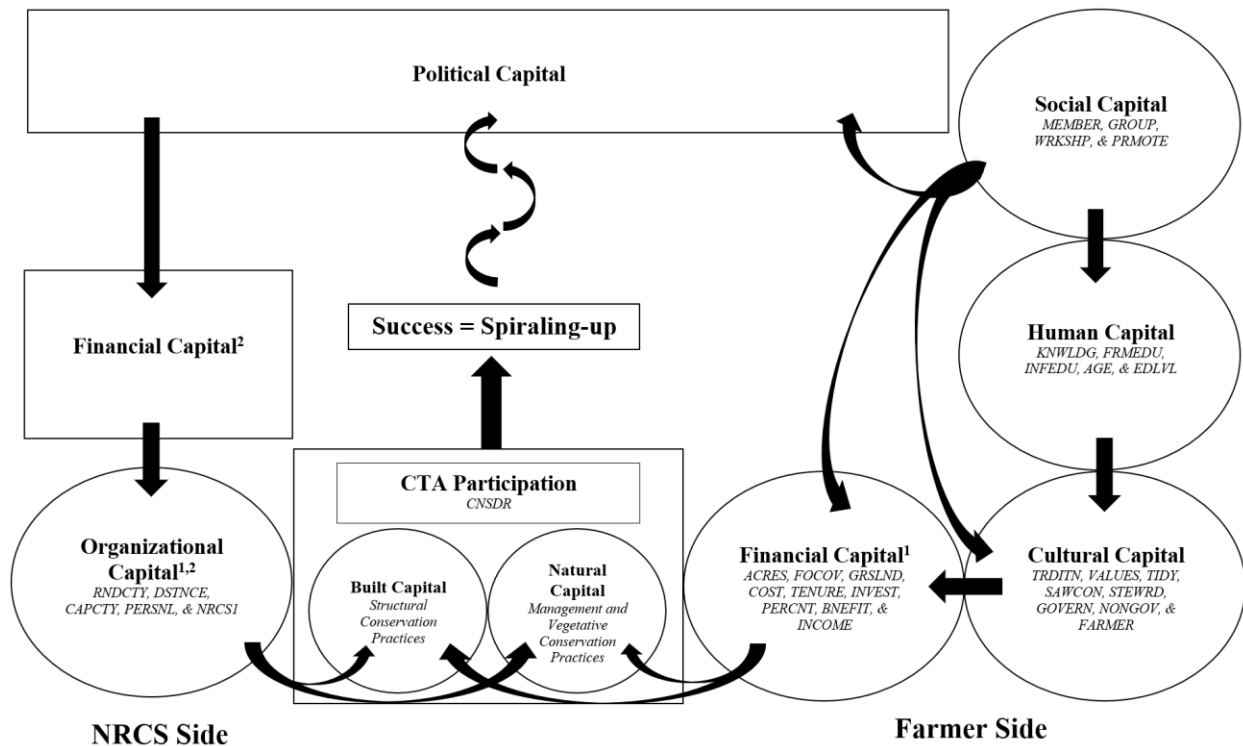 Political Capital
Social Capital
MEMBER, GROUP,
WRKSHP, & PRMOTE
Financial Capital²
Success = Spiraling-up
Human Capital
KNWLDG, FRMEDU,
INFEDU, AGE, & EDLVL
CTA Participation
CNSDR
Organizational
Capital¹,²
RNDCTY, DSTNCE,
CAPCTY, PERSNL, & NRCS1
Built Capital
Structural
Conservation
Practices
Natural
Capital
Management and
Vegetative
Conservation
Practices
Financial Capital¹
ACRES, FOCOV, GRSLND,
COST, TENURE, INVEST,
PERCNT, BNEFIT, &
INCOME
Cultural Capital
TRDITN, VALUES, TIDY,
SAWCON, STEWRD,
GOVERN, NONGOV, &
FARMER
NRCS Side
Farmer Side